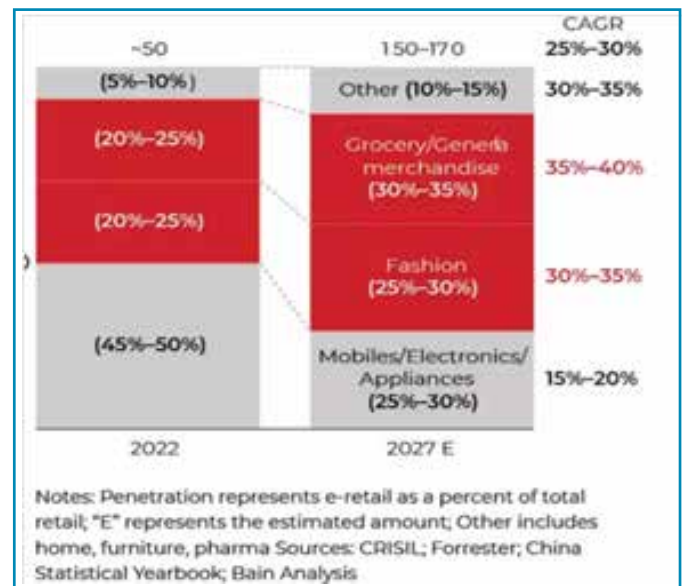 CAGR
~50 150-170 25%-30%
(5%-10%) Other (10%-15%) 30%-35%
(20%-25%) Grocery/Genera
merchandise 35%-40%
(30%-35%)
(20%-25%) Fashion 30%-35%
(25%-30%)
(45%-50%) Mobiles/Electronics/
Appliances 15%-20%
(25%-30%)
2022 2027 E
Notes: Penetration represents e-retail as a percent of total
retail; "E" represents the estimated amount; Other includes
home, furniture, pharma Sources: CRISIL; Forrester; China
Statistical Yearbook; Bain Analysis